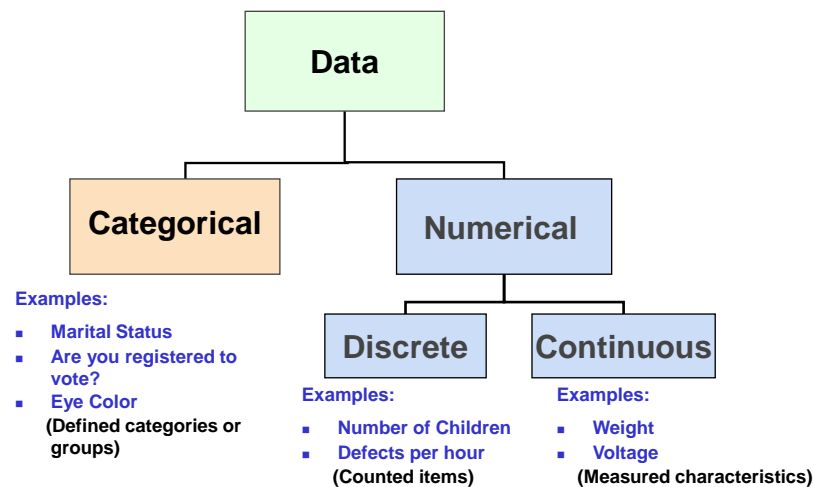 Data
Categorical
Numerical
Examples:
▪ Marital Status
▪ Are you registered to
vote?
▪ Eye Color
(Defined categories or
groups)
Discrete
Continuous
Examples:
▪ Number of Children
▪ Defects per hour
(Counted items)
Examples:
▪ Weight
▪ Voltage
(Measured characteristics)